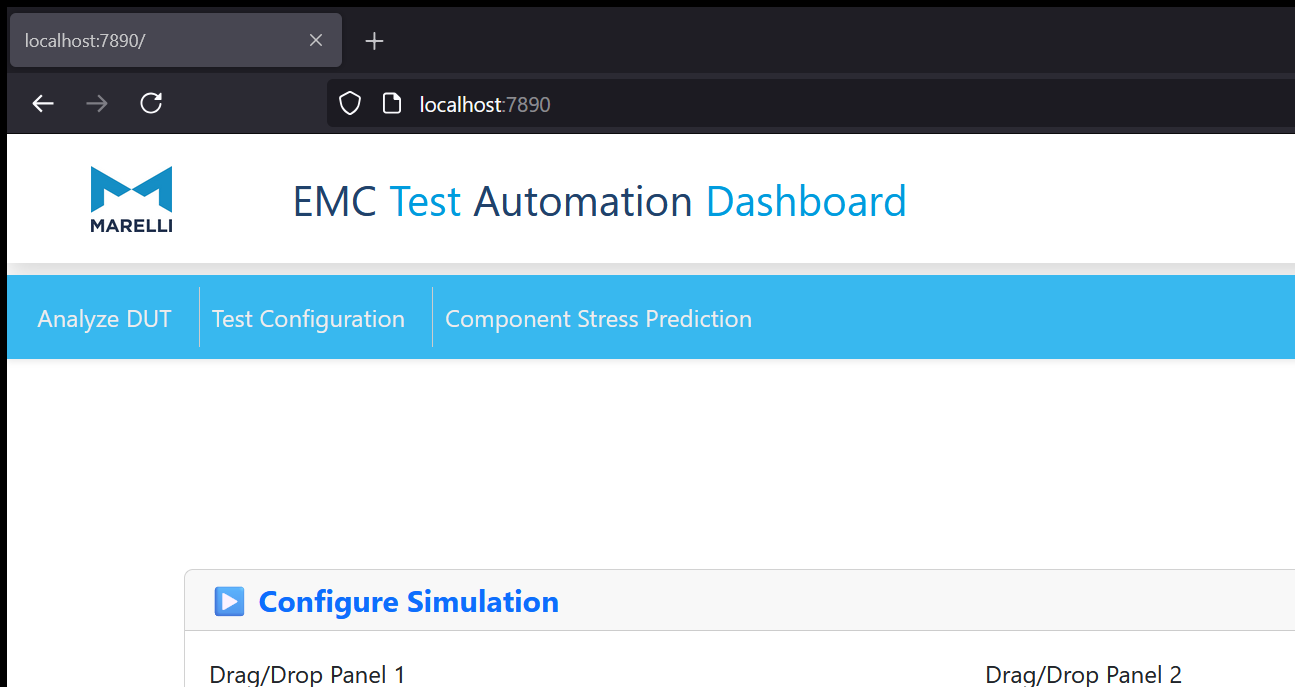 localhost:7890/
localhost:7890
MARELLI
EMC Test Automation Dashboard
Analyze DUT
Test Configuration
Component Stress Prediction
Configure Simulation
Drag/Drop Panel 1
Drag/Drop Panel 2